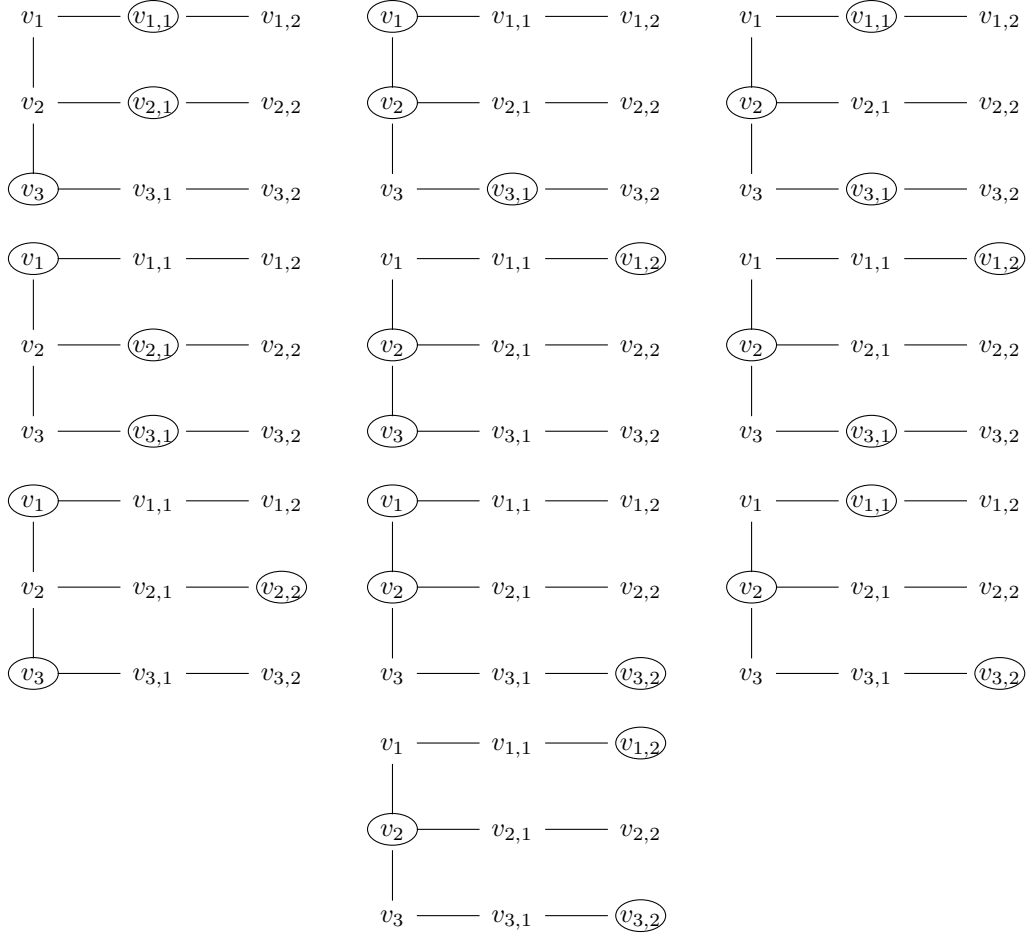 v1 v1,1 v1,2 v1 v1,1 v1,2 v1 v1,1 v1,2
v2 v2,1 v2,2 v2 v2,1 v2,2 v2 v2,1 v2,2
v3 v3,1 v3,2 v3 v3,1 v3,2 v3 v3,1 v3,2
v1 v1,1 v1,2 v1 v1,1 v1,2 v1 v1,1 v1,2
v2 v2,1 v2,2 v2 v2,1 v2,2 v2 v2,1 v2,2
v3 v3,1 v3,2 v3 v3,1 v3,2 v3 v3,1 v3,2
v1 v1,1 v1,2 v1 v1,1 v1,2 v1 v1,1 v1,2
v2 v2,1 v2,2 v2 v2,1 v2,2 v2 v2,1 v2,2
v3 v3,1 v3,2 v3 v3,1 v3,2 v3 v3,1 v3,2
v1 v1,1 v1,2
v2 v2,1 v2,2
v3 v3,1 v3,2